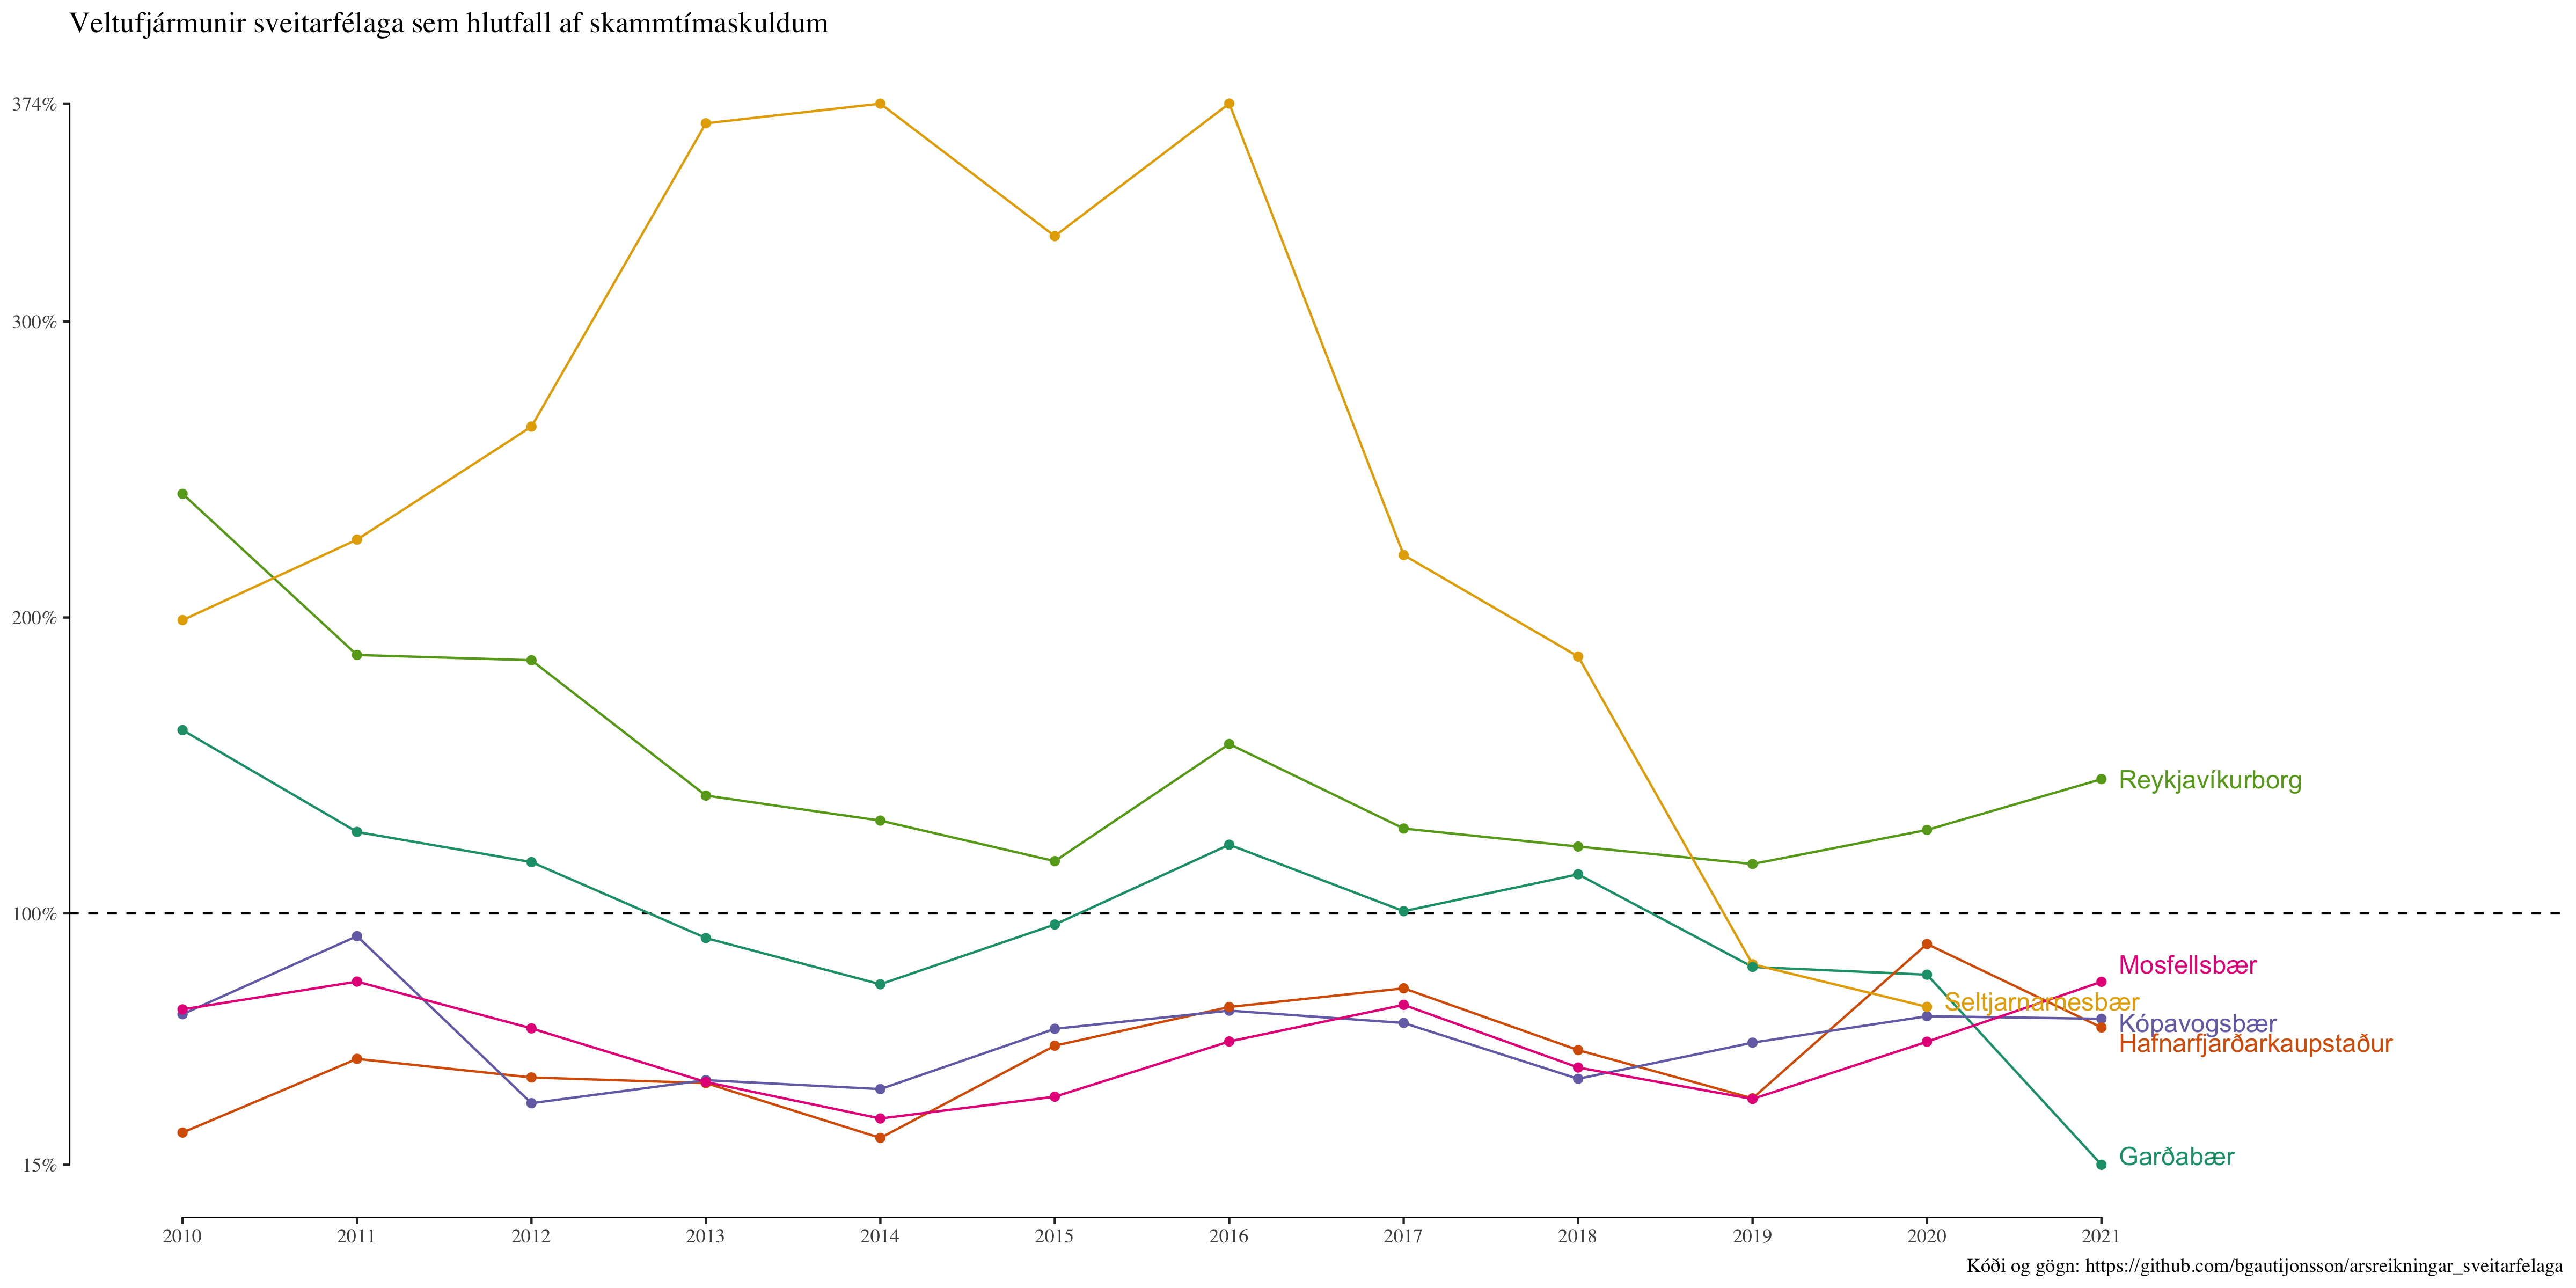 Veltufjármunir sveitarfélaga sem hlutfall af skammtímaskuldum
374%
300%
200%
100%
15%
Reykjavíkurborg
Mosfellsbær
Seltjarnarnesbær
Kópavogsbær
Hafnarfjarðarkaupstaður
Garðabær
2010 2011 2012 2013 2014 2015 2016 2017 2018 2019 2020 2021
Kóði og gögn: https://github.com/bgautijonsson/arsreikningar_sveitarfelaga